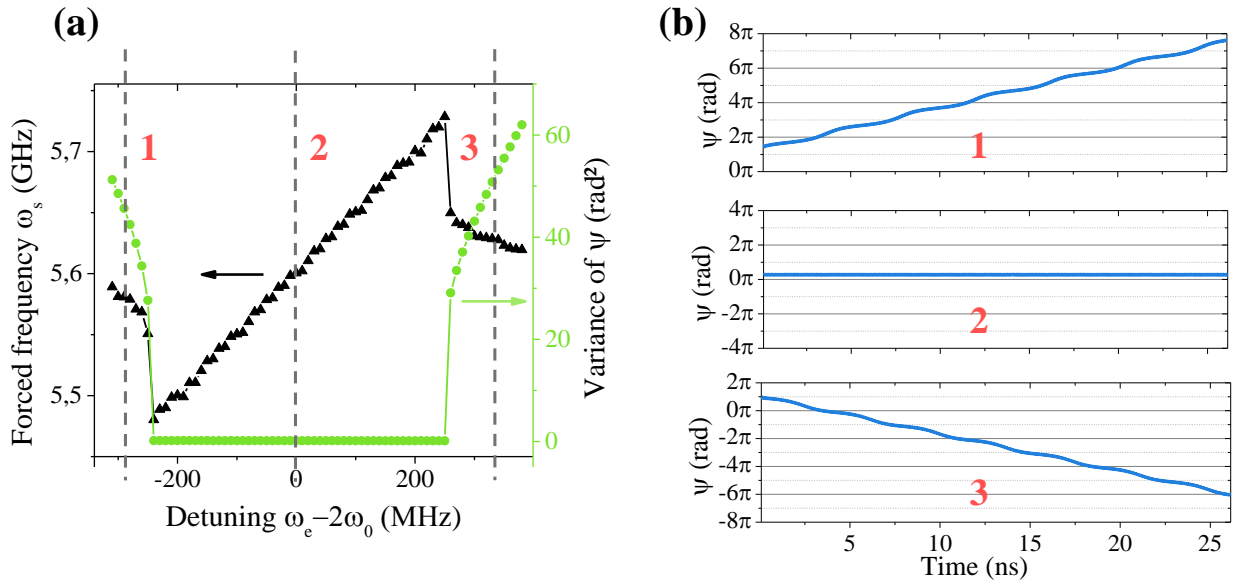 (a)
1
2
3
5,7
5,6
5,5
Forced frequency ωs (GHz)
60
40
20
0
Variance of ψ (rad²)
-200
0
200
Detuning ωe−2ω0 (MHz)
(b)
8π
6π
4π
2π
0π
ψ (rad)
1
4π
2π
0π
-2π
-4π
ψ (rad)
2
2π
0π
-2π
-4π
-6π
-8π
ψ (rad)
3
5
10
15
20
25
Time (ns)